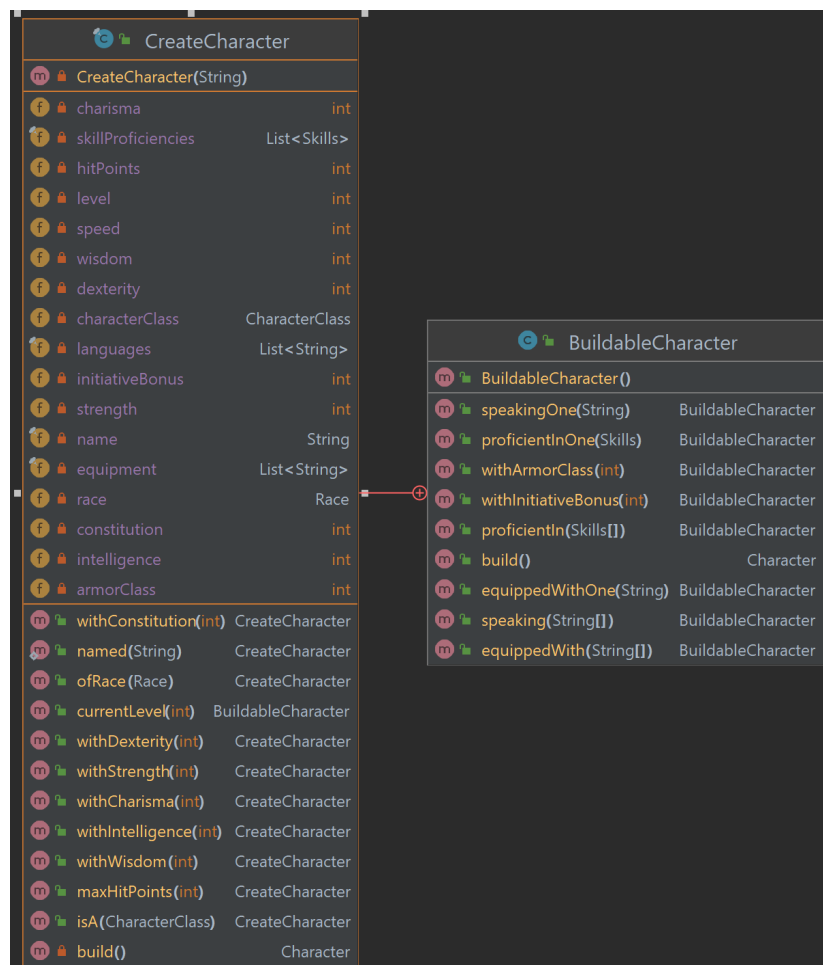 CreateCharacter
CreateCharacter(String)
charisma int
skillProficiencies List<Skills>
hitPoints int
level int
speed int
wisdom int
dexterity int
characterClass CharacterClass
languages List<String>
initiativeBonus int
strength int
name String
equipment List<String>
race Race
constitution int
intelligence int
armorClass int
withConstitution(int) CreateCharacter
named(String) CreateCharacter
ofRace(Race) CreateCharacter
currentLevel(int) BuildableCharacter
withDexterity(int) CreateCharacter
withStrength(int) CreateCharacter
withCharisma(int) CreateCharacter
withIntelligence(int) CreateCharacter
withWisdom(int) CreateCharacter
maxHitPoints(int) CreateCharacter
isA(CharacterClass) CreateCharacter
build() Character
BuildableCharacter
BuildableCharacter()
speakingOne(String) BuildableCharacter
proficientInOne(Skills) BuildableCharacter
withArmorClass(int) BuildableCharacter
withInitiativeBonus(int) BuildableCharacter
proficientIn(Skills[]) BuildableCharacter
build() Character
equippedWithOne(String) BuildableCharacter
speaking(String[]) BuildableCharacter
equippedWith(String[]) BuildableCharacter